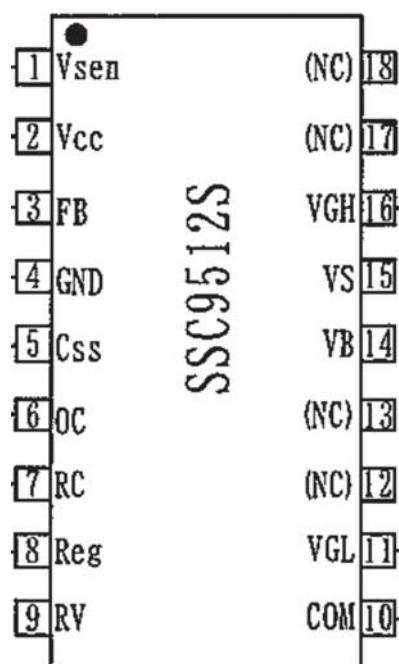 1 Vsen (NC) 18
2 Vcc (NC) 17
3 FB VGH 16
4 GND VS 15
5 Css VB 14
6 OC (NC) 13
7 RC (NC) 12
8 Reg VGL 11
9 RV COM 10
SSC9512S